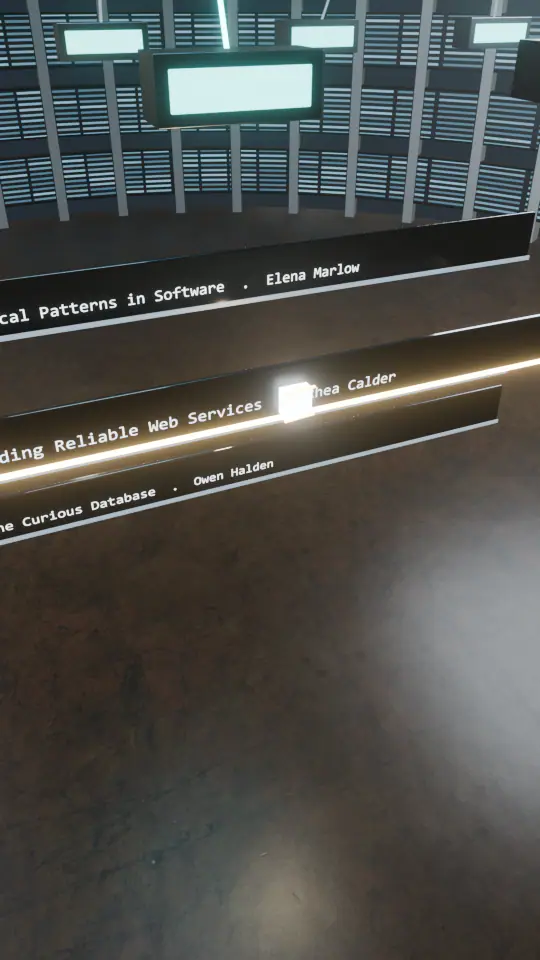 cal Patterns in Software . Elena Marlow
ding Reliable Web Services hea Calder
he Curious Database . Owen Halden